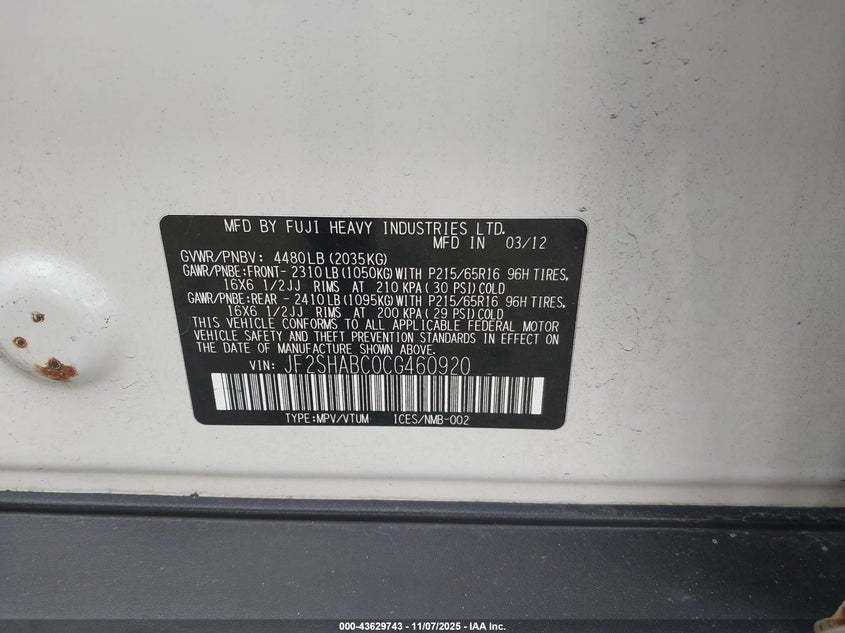 MFD BY FUJI HEAVY INDUSTRIES LTD.
MFD IN 03/12
GVWR/PNBV: 4480LB (2035KG)
GAWR/PNBE:FRONT- 2310LB(1050KG)WITH P215/65R16 96H TIRES,
16X6 1/2JJ RIMS AT 210 KPA( 30 PSI)COLD
GAWR/PNBE:REAR - 2410LB(1095KG)WITH P215/65R16 96H TIRES,
16X6 1/2JJ RIMS AT 200 KPA( 29 PSI)COLD
THIS VEHICLE CONFORMS TO ALL APPLICABLE FEDERAL MOTOR
VEHICLE SAFETY AND THEFT PREVENTION STANDARDS IN EFFECT ON
THE DATE OF MANUFACTURE SHOWN ABOVE.
VIN: JF2SHABC0CG460920
TYPE:MPV/VTUM ICES/NMB-002
000-43629743 - 11/07/2025 - IAA Inc.